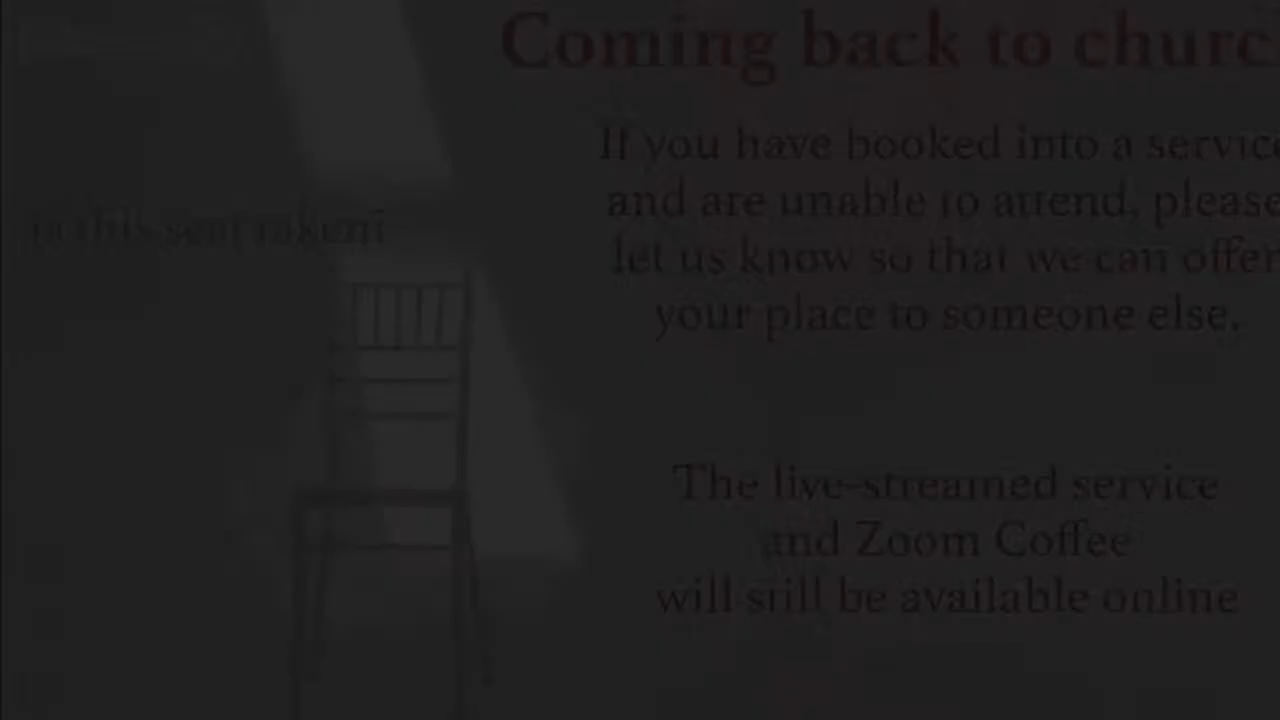 Coming back to churc
If you have booked into a service
and are unable to attend, please
let us know so that we can offer
your place to someone else.
is this seat taken?
The live-streamed service
and Zoom Coffee
will still be available online